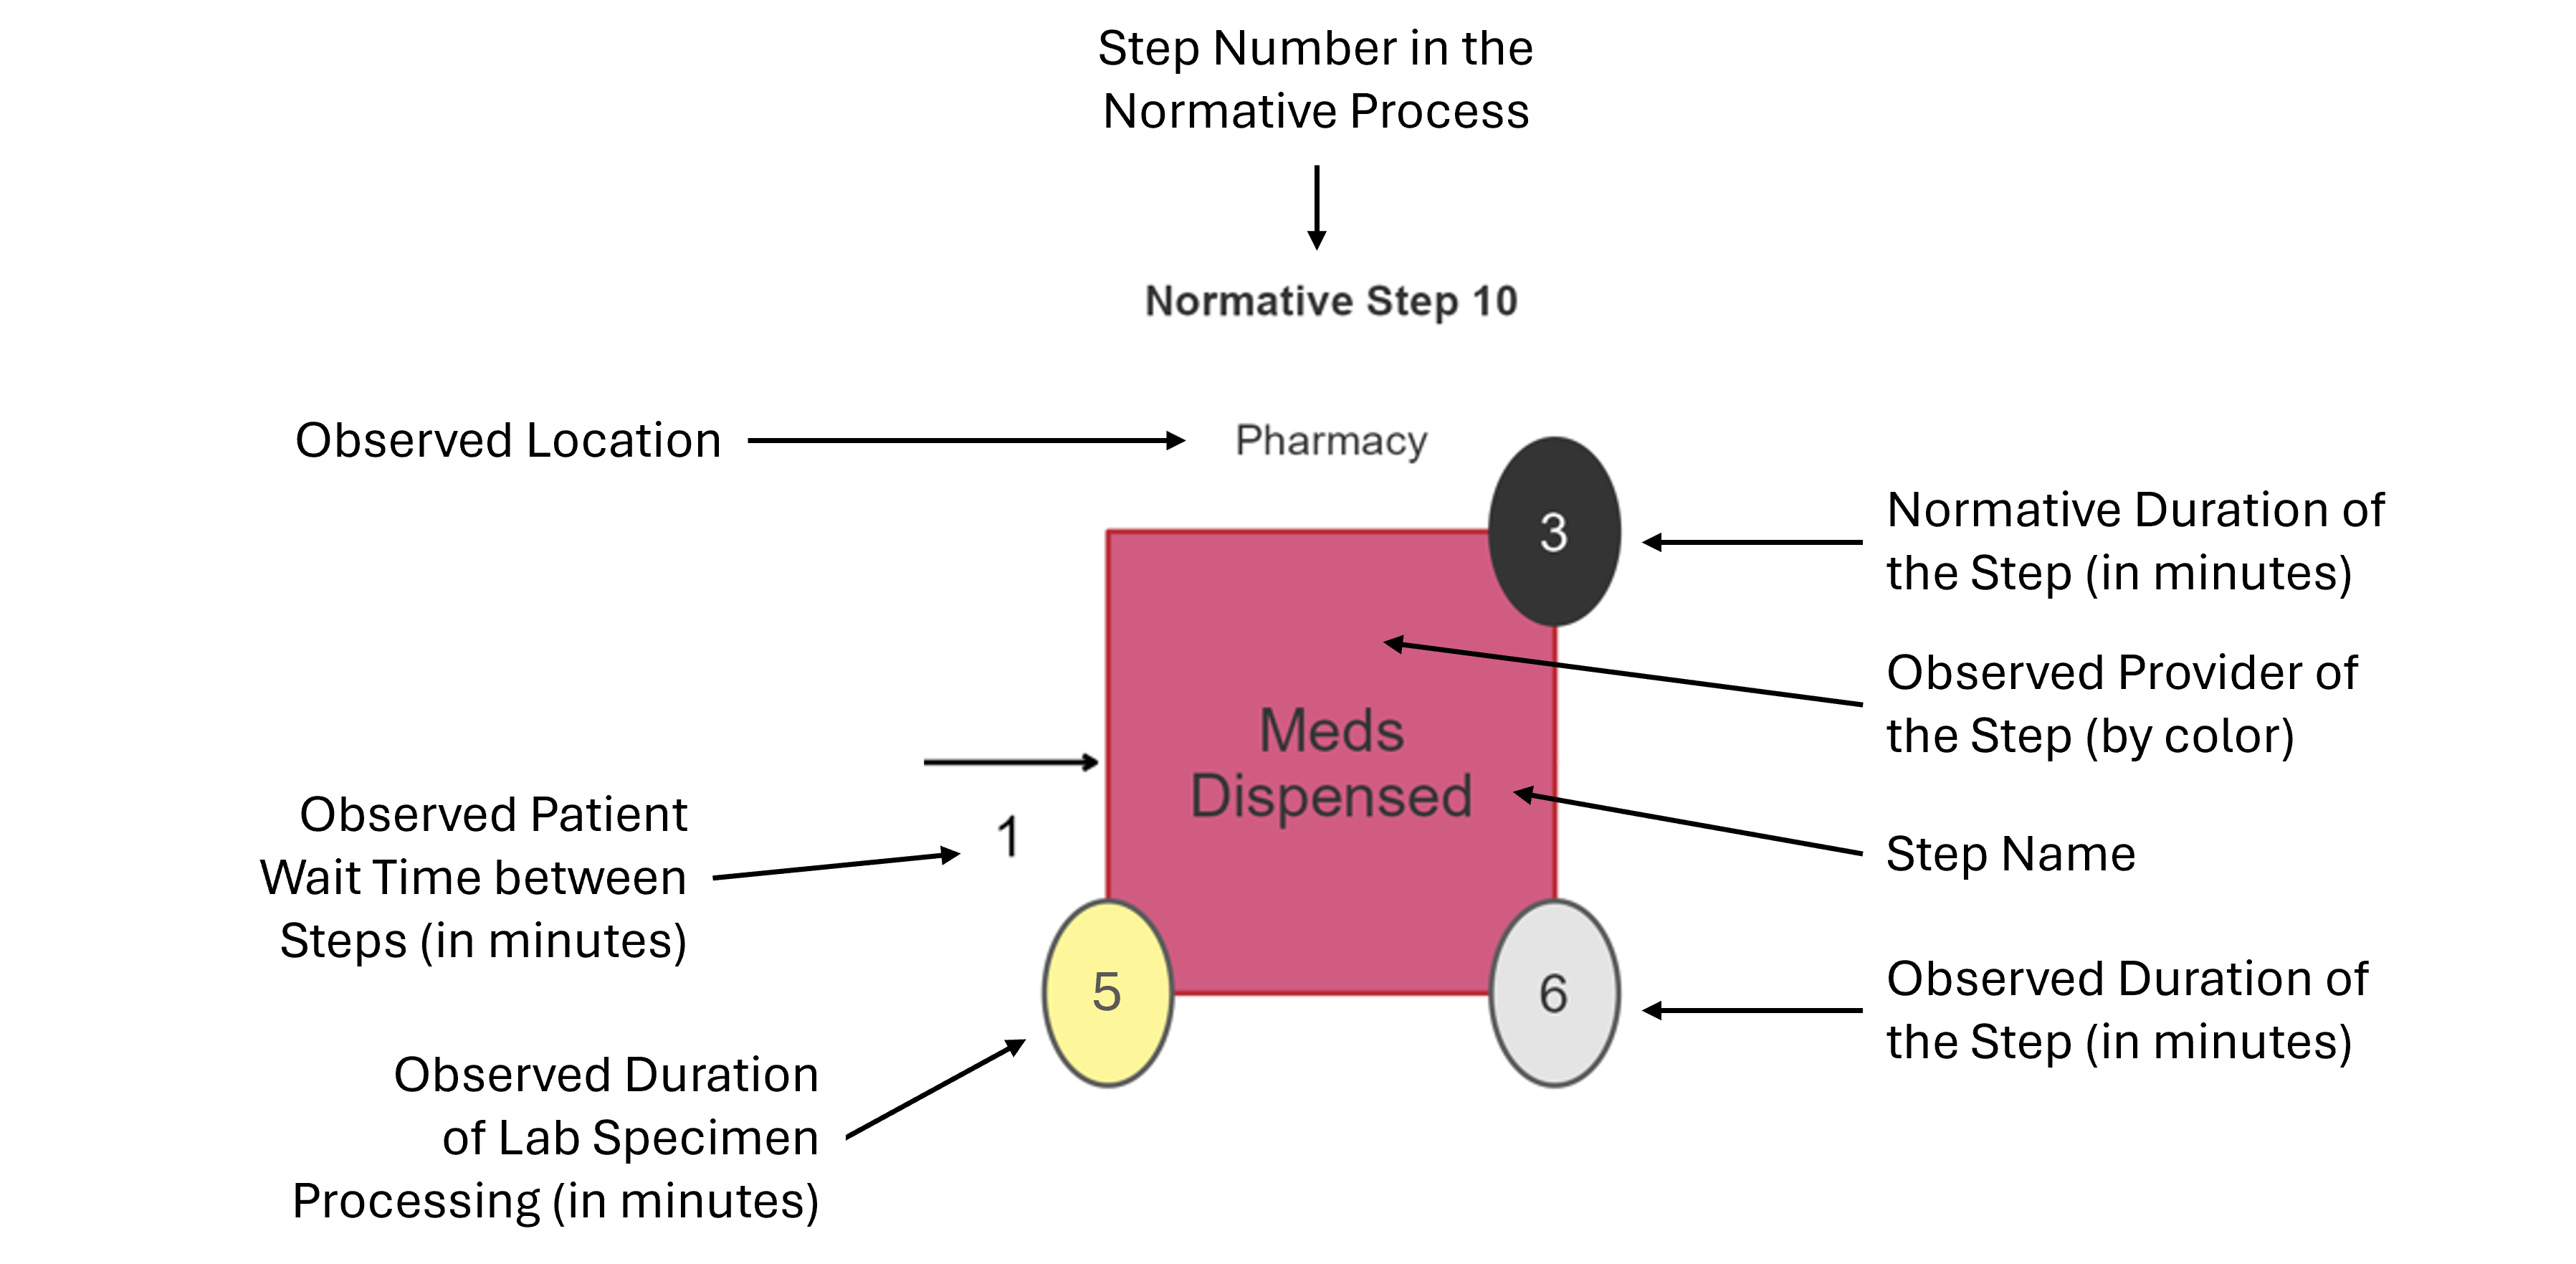 Step Number in the
Normative Process
Normative Step 10
Observed Location
Pharmacy
3
Normative Duration of
the Step (in minutes)
Observed Provider of
the Step (by color)
Meds
Dispensed
Step Name
Observed Patient
Wait Time between
Steps (in minutes)
1
5
6
Observed Duration of
the Step (in minutes)
Observed Duration
of Lab Specimen
Processing (in minutes)